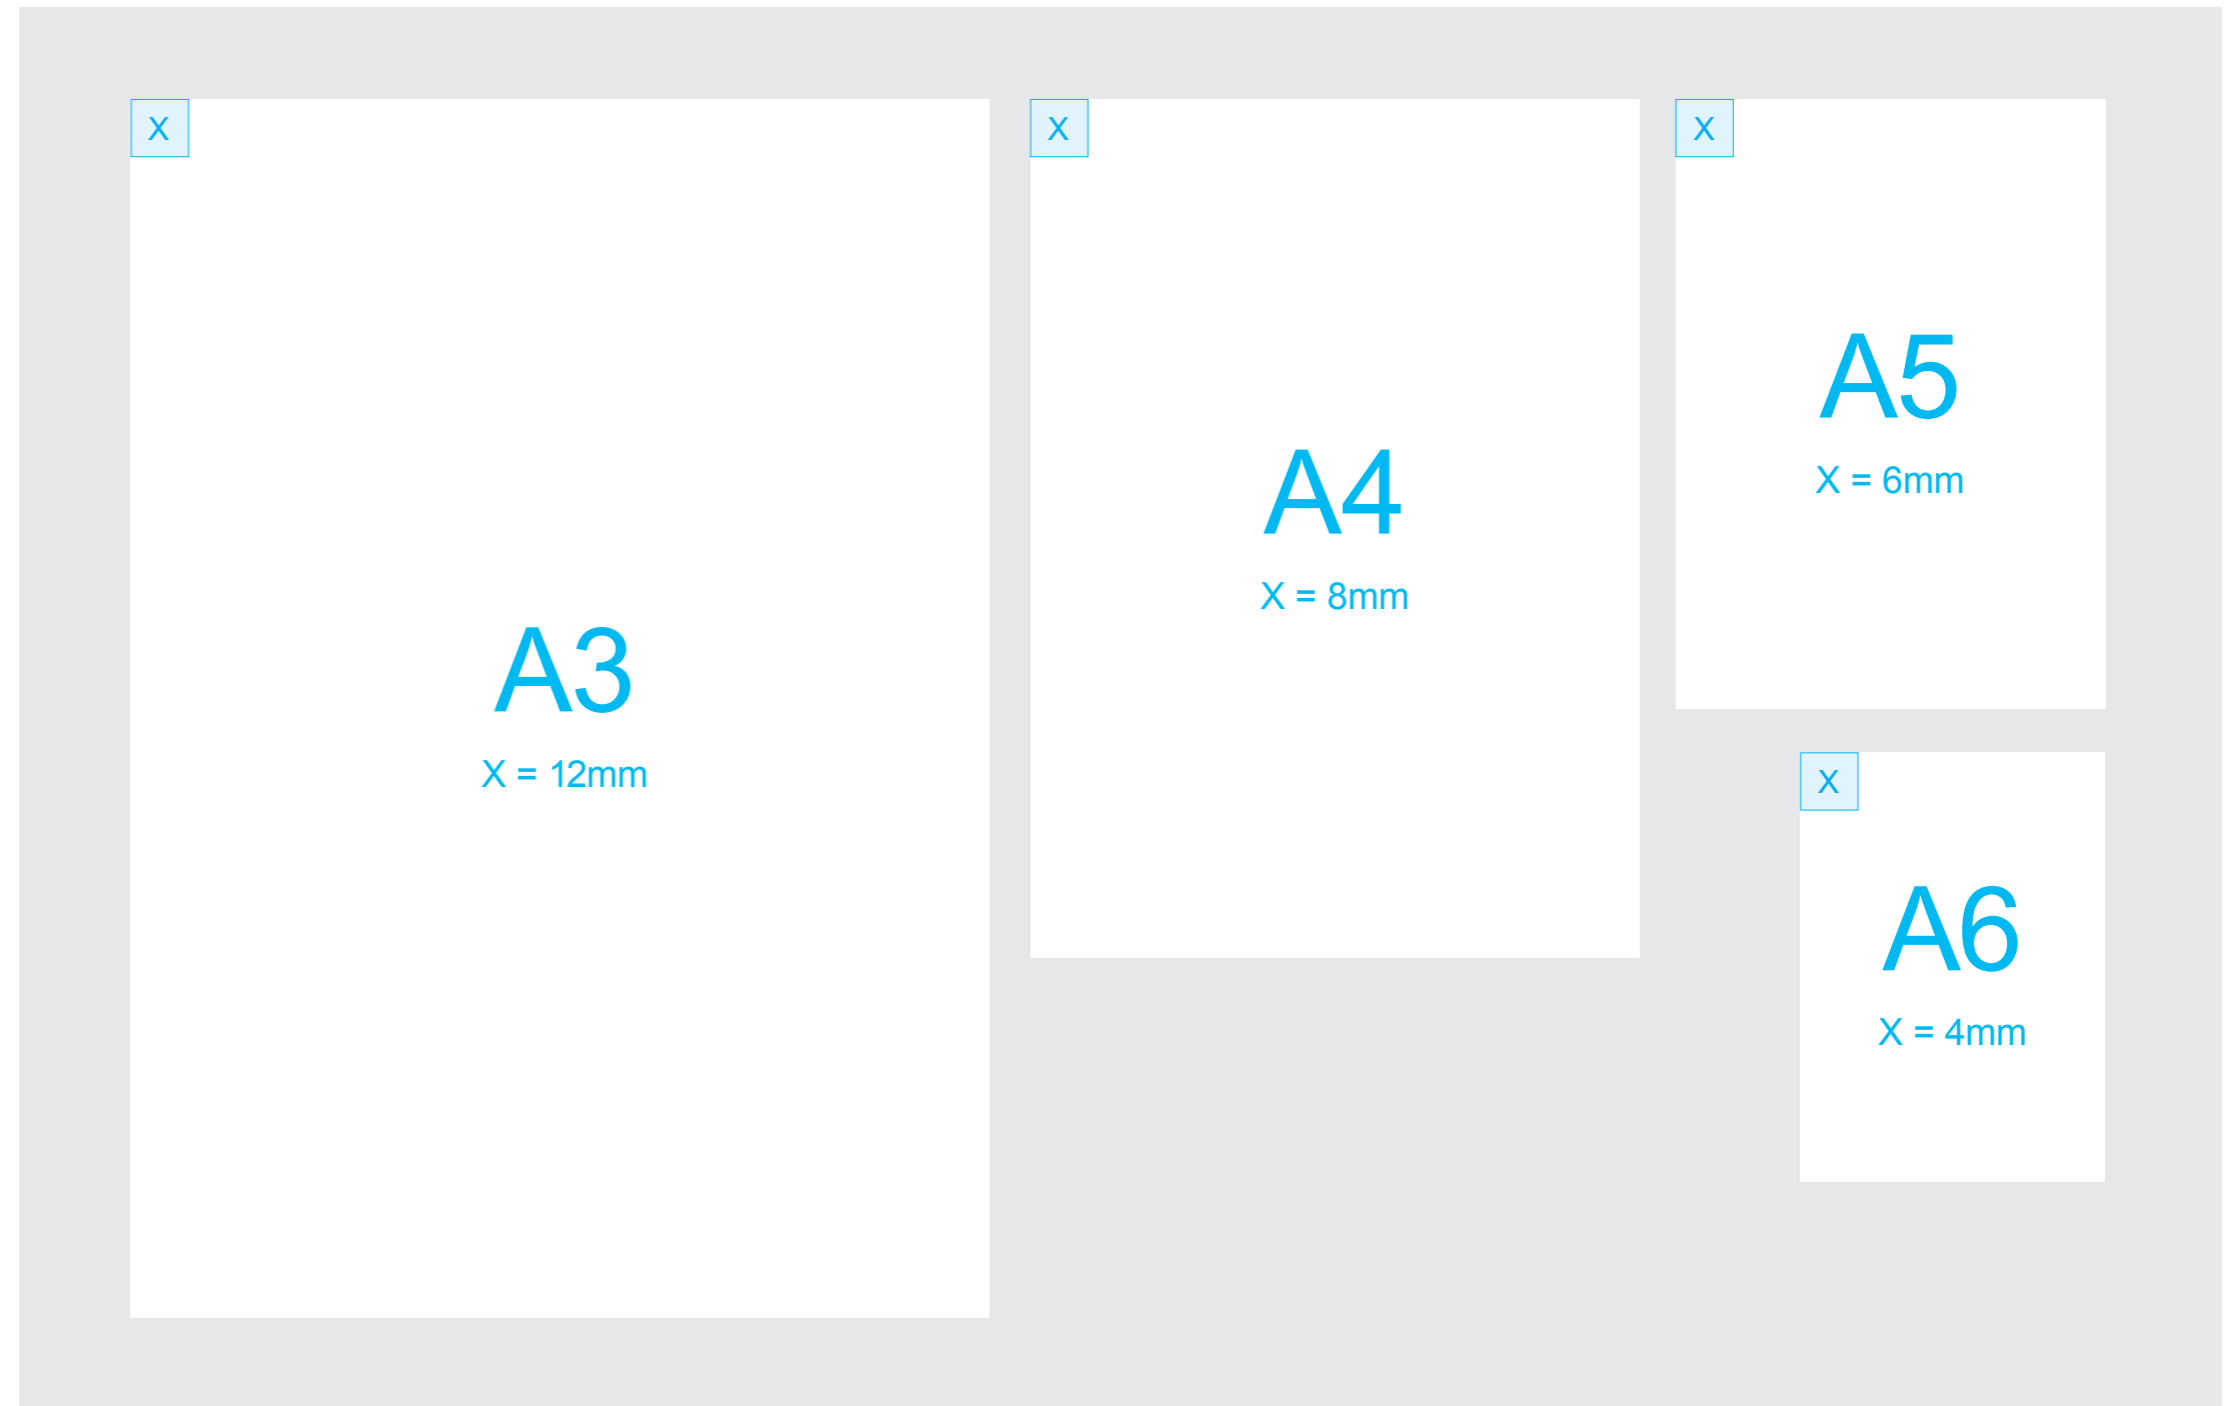 X
A3
X = 12mm
X
A4
X = 8mm
X
A5
X = 6mm
X
A6
X = 4mm